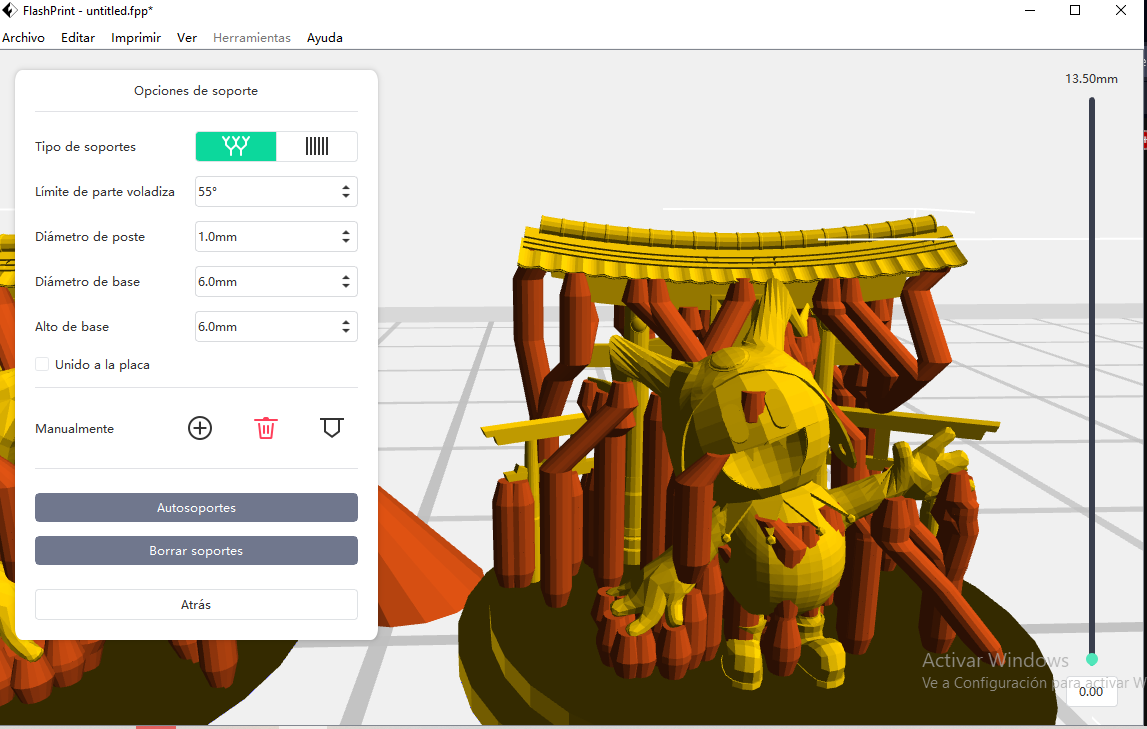 FlashPrint - untitled.fpp*
Archivo Editar Imprimir Ver Herramientas Ayuda
Opciones de soporte
13.50mm
Tipo de soportes
Límite de parte voladiza 55°
Diámetro de poste 1.0mm
Diámetro de base 6.0mm
Alto de base 6.0mm
Unido a la placa
Manualmente
Autosoportes
Borrar soportes
Atrás
Activar Windows
Ve a Configuración para activar W
0.00